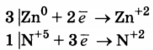 3|Zn⁰ + 2e̅ → Zn⁺²
1|N⁺⁵ + 3e̅ → N⁺²